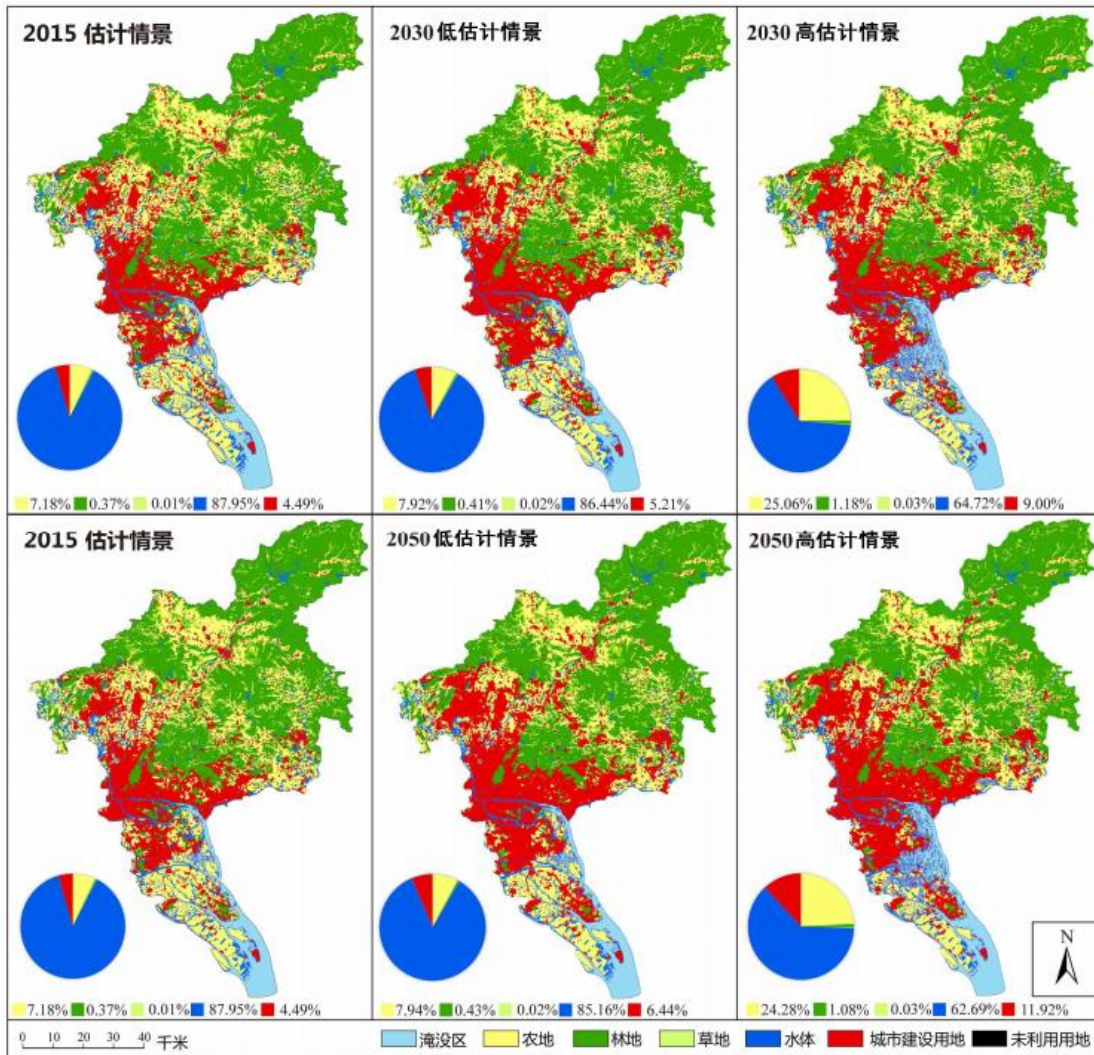 2015 估计情景
2030 低估计情景
2030 高估计情景
7.18% 0.37% 0.01% 87.95% 4.49%
7.92% 0.41% 0.02% 86.44% 5.21%
25.06% 1.18% 0.03% 64.72% 9.00%
2015 估计情景
2050 低估计情景
2050 高估计情景
N
7.18% 0.37% 0.01% 87.95% 4.49%
7.94% 0.43% 0.02% 85.16% 6.44%
24.28% 1.08% 0.03% 62.69% 11.92%
0 10 20 30 40 千米
淹没区 农地 林地 草地 水体 城市建设用地 未利用用地